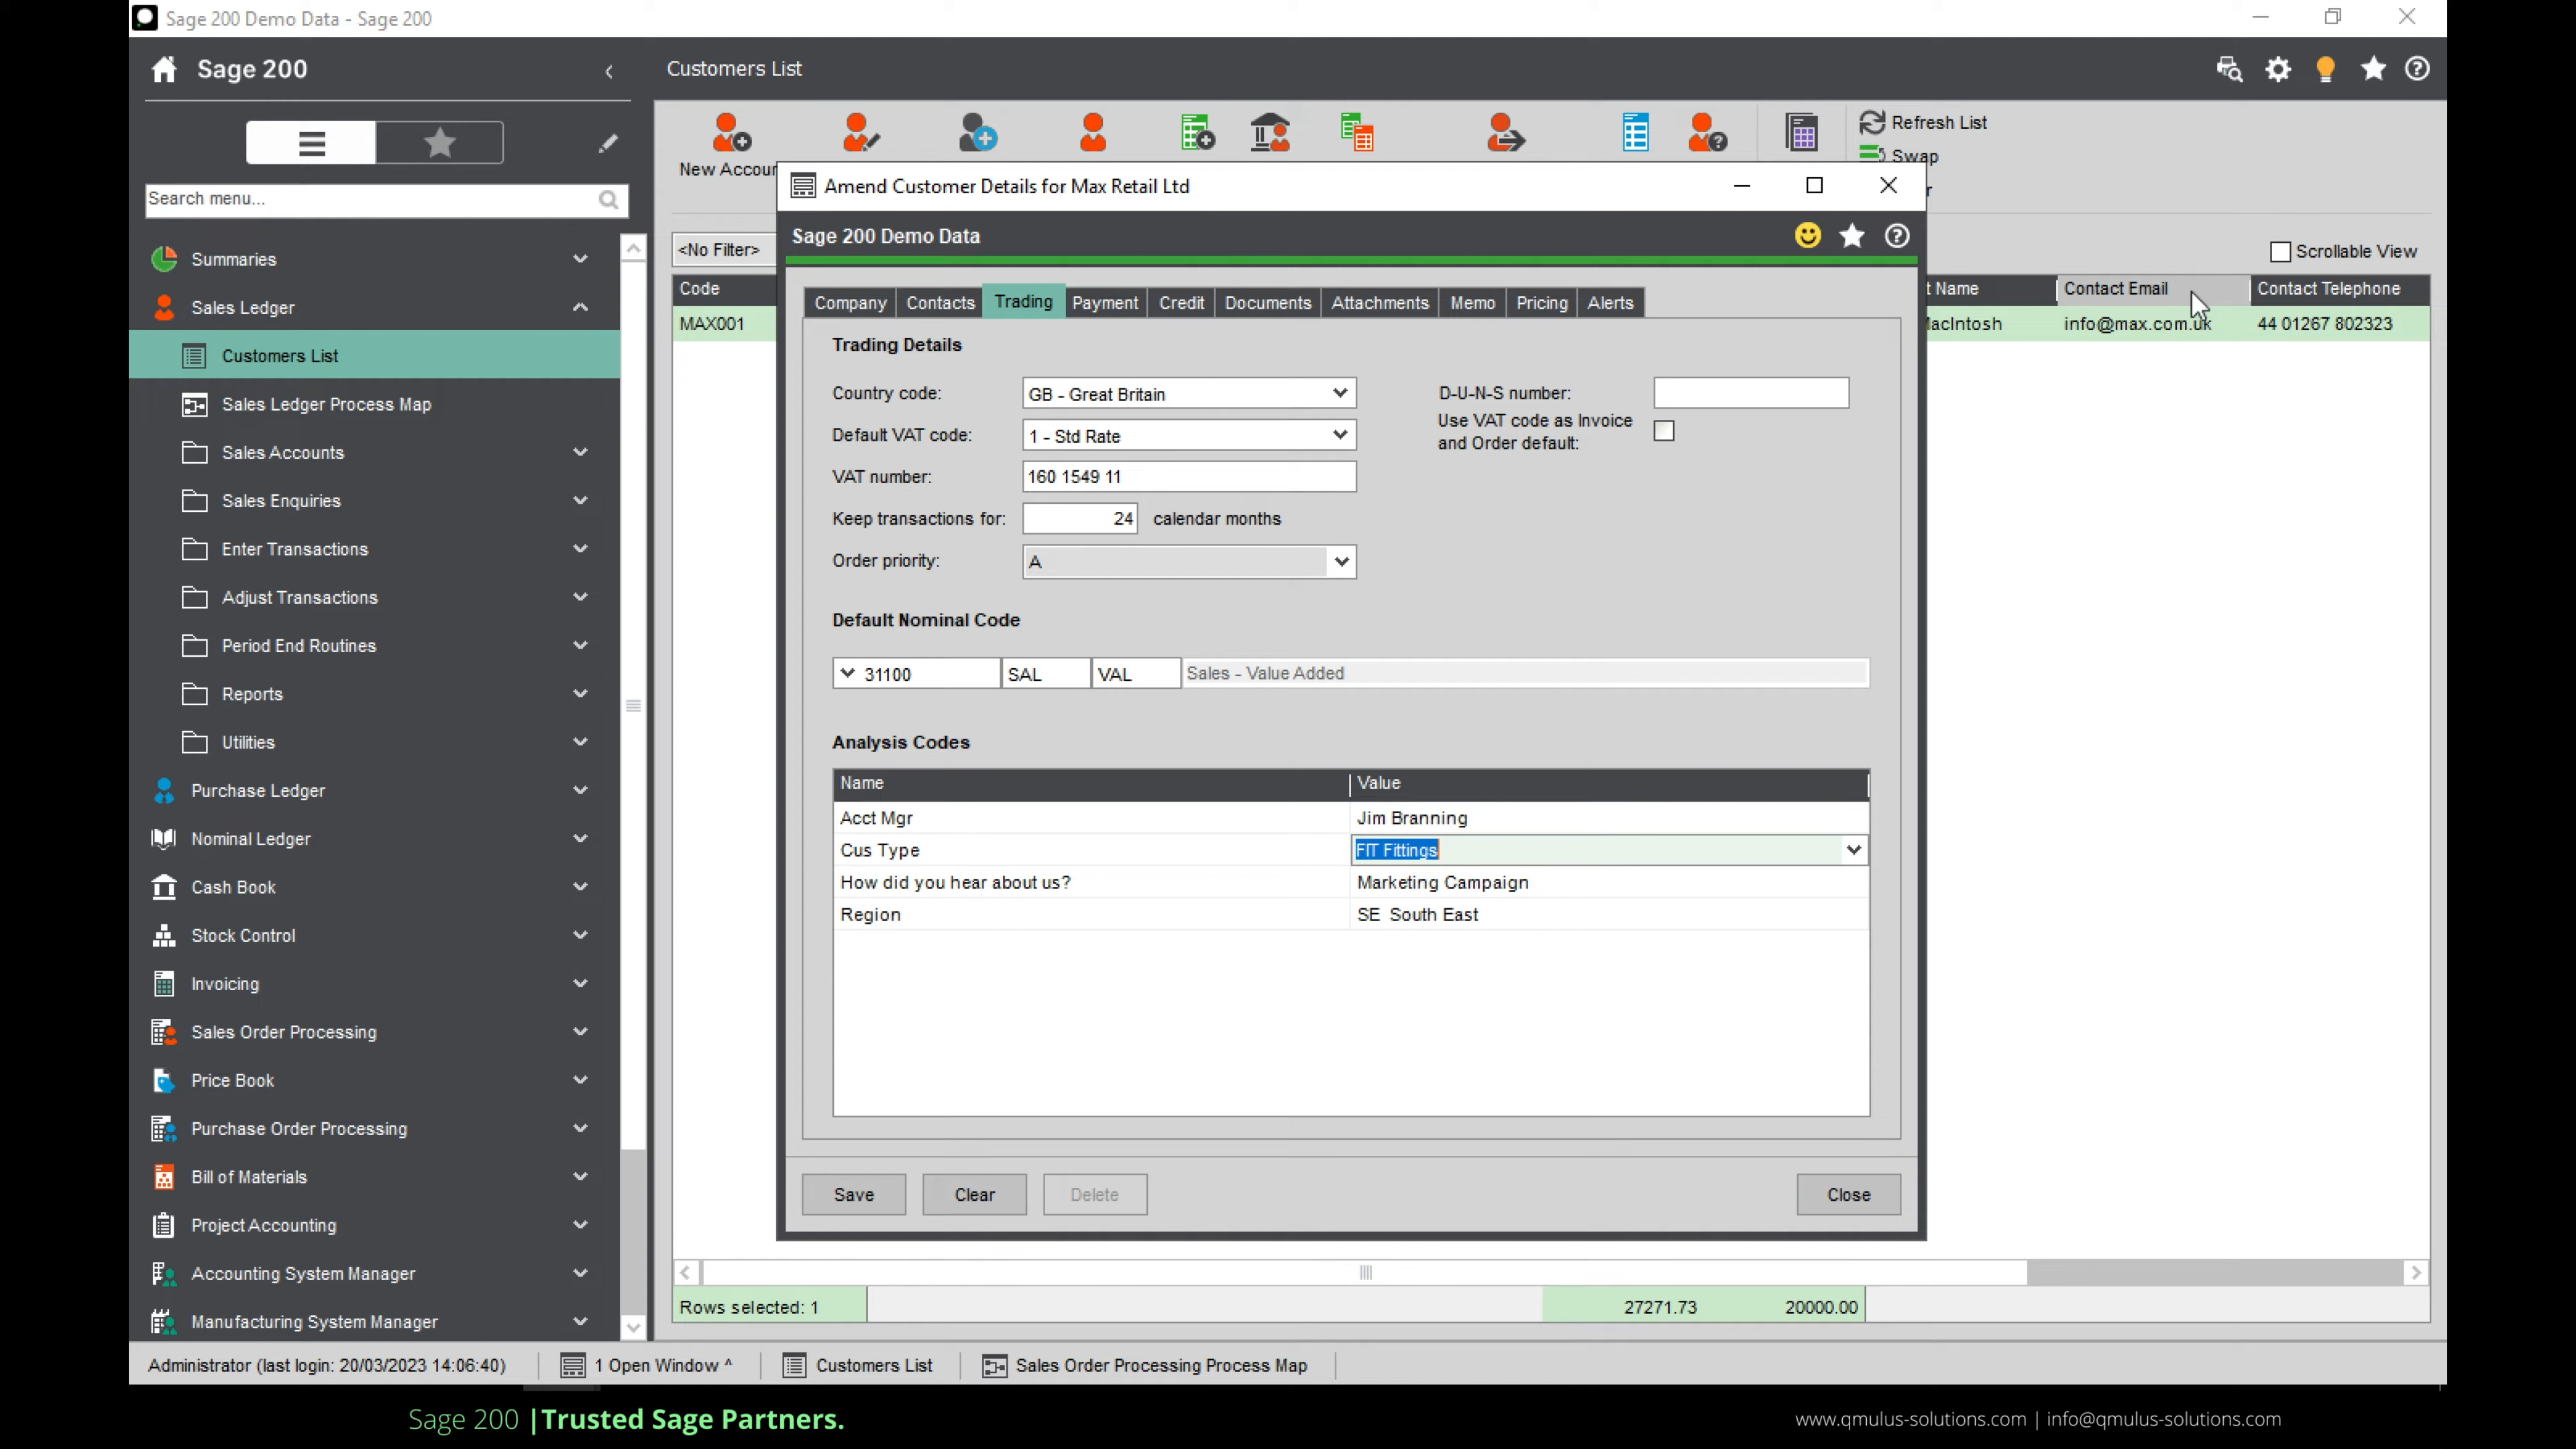 Sage 200 Demo Data - Sage 200
Sage 200
Customers List
New Accoun
Refresh List
Swap
Search menu...
<No Filter>
Scrollable View
Code
t Name
Contact Email
Contact Telephone
MAX001
MacIntosh
info@max.com.uk
44 01267 802323
Summaries
Sales Ledger
Customers List
Sales Ledger Process Map
Sales Accounts
Sales Enquiries
Enter Transactions
Adjust Transactions
Period End Routines
Reports
Utilities
Purchase Ledger
Nominal Ledger
Cash Book
Stock Control
Invoicing
Sales Order Processing
Price Book
Purchase Order Processing
Bill of Materials
Project Accounting
Accounting System Manager
Manufacturing System Manager
Amend Customer Details for Max Retail Ltd
Sage 200 Demo Data
Company Contacts Trading Payment Credit Documents Attachments Memo Pricing Alerts
Trading Details
Country code: GB - Great Britain
D-U-N-S number:
Default VAT code: 1 - Std Rate
Use VAT code as Invoice
and Order default:
VAT number: 160 1549 11
Keep transactions for: 24 calendar months
Order priority: A
Default Nominal Code
31100 SAL VAL Sales - Value Added
Analysis Codes
Name Value
Acct Mgr Jim Branning
Cus Type FIT Fittings
How did you hear about us? Marketing Campaign
Region SE South East
Save Clear Delete Close
Rows selected: 1 27271.73 20000.00
Administrator (last login: 20/03/2023 14:06:40) 1 Open Window ^ Customers List Sales Order Processing Process Map
Sage 200 |Trusted Sage Partners.
www.qmulus-solutions.com | info@qmulus-solutions.com